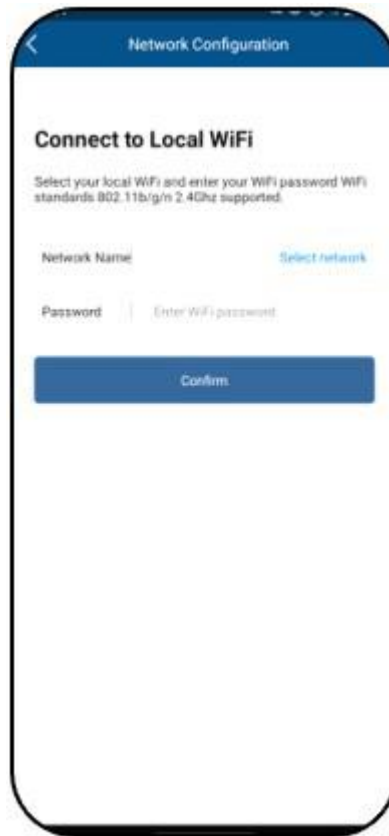 Network Configuration
Connect to Local WiFi
Select your local WiFi and enter your WiFi password WiFi
standards 802.11b/g/n 2.4Ghz supported.
Network Name Select network
Password Enter WiFi password
Confirm